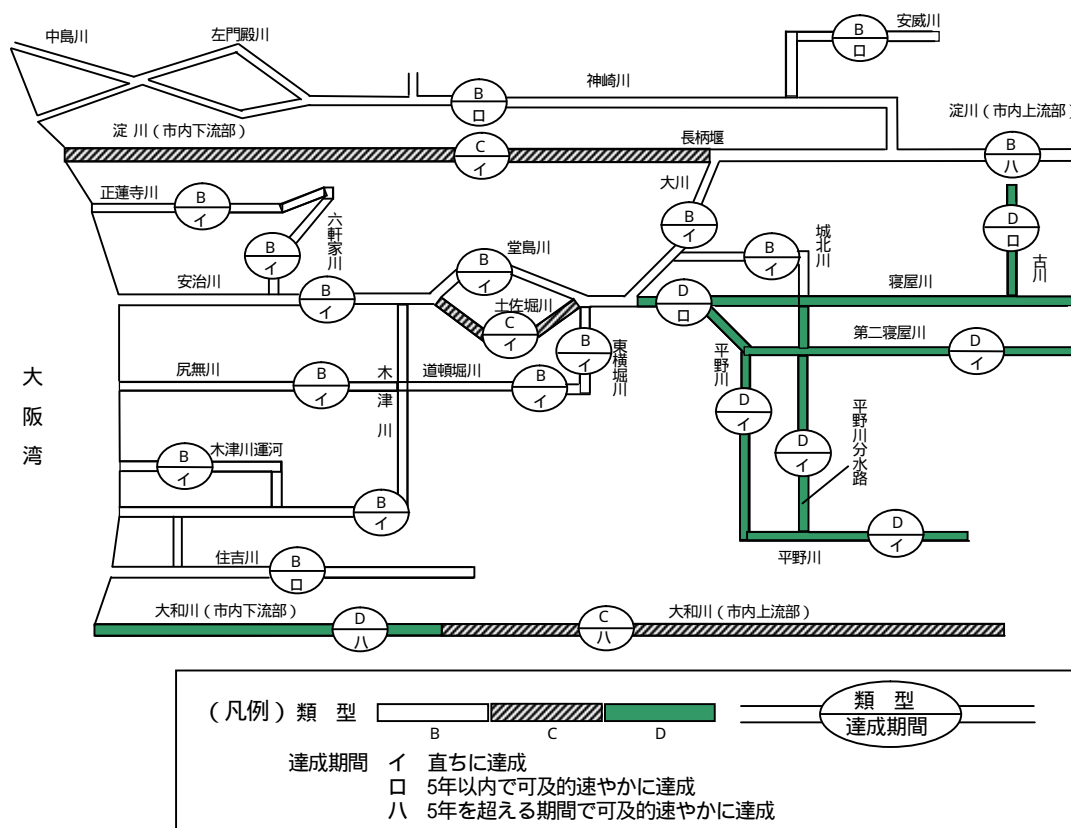 中島川
左門殿川
安威川
B
ロ
神崎川
B
ロ
淀川(市内上流部)
淀 川(市内下流部)
長柄堰
B
ハ
C
イ
大川
正蓮寺川
B
イ
六軒家川
B
イ
堂島川
B
イ
B
イ
城北川
B
イ
D
ロ
古川
安治川
B
イ
土佐堀川
C
イ
D
ロ
寝屋川
B
イ
東横堀川
平野川
第二寝屋川
D
イ
大阪湾
尻無川
B
イ
木津川
道頓堀川
B
イ
D
イ
平野川分水路
D
イ
木津川運河
B
イ
B
イ
D
イ
平野川
住吉川
B
ロ
大和川(市内下流部)
D
ハ
C
ハ
大和川(市内上流部)
(凡例)類 型
B
C
D
類 型
達成期間
達成期間 イ 直ちに達成
ロ 5年以内で可及的速やかに達成
ハ 5年を超える期間で可及的速やかに達成